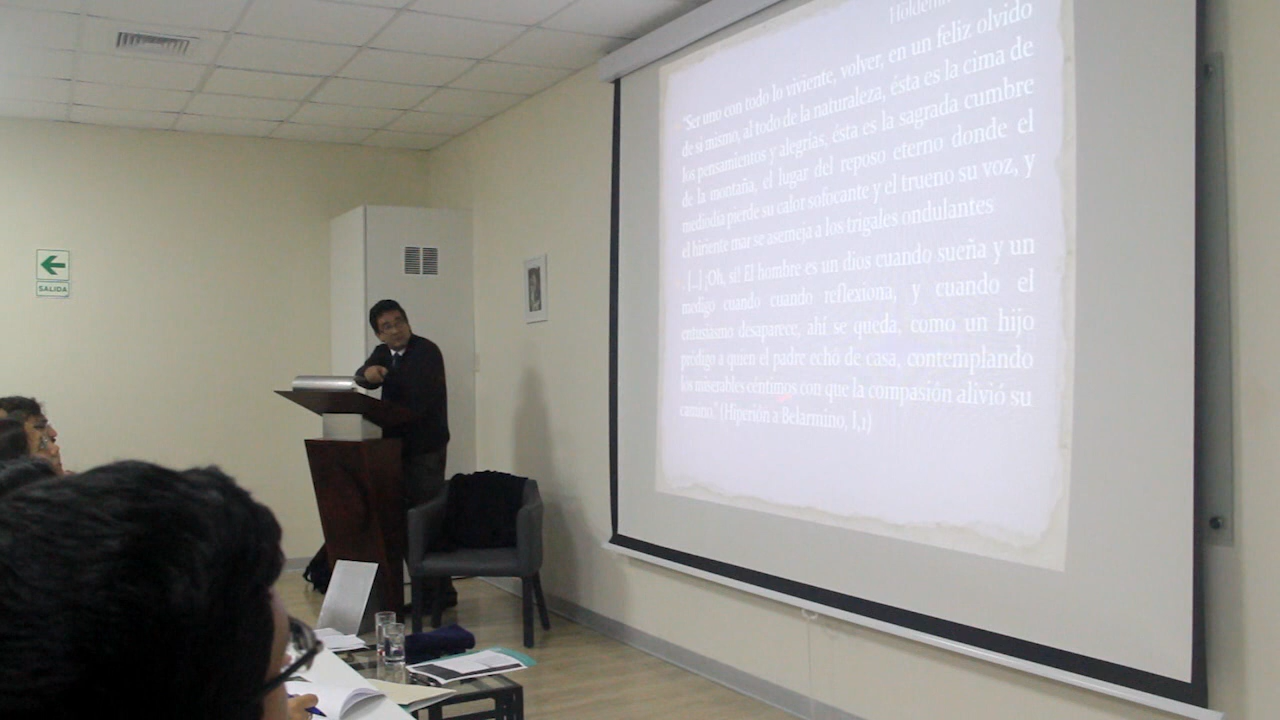 SALIDA
"Ser uno con todo lo viviente, volver, en un feliz olvido
de sí mismo, al todo de la naturaleza, ésta es la cima de
los pensamientos y alegrías, ésta es la sagrada cumbre
de la montaña, el lugar del reposo eterno donde el
mediodía pierde su calor sofocante y el trueno su voz, y
el hiriente mar se asemeja a los trigales ondulantes
[...] ¡Oh, sí! El hombre es un dios cuando sueña y un
medigo cuando cuando reflexiona, y cuando el
entusiasmo desaparece, ahí se queda, como un hijo
pródigo a quien el padre echó de casa, contemplando
los miserables céntimos con que la compasión alivió su
camino." (Hiperión a Belarmino, I,1)